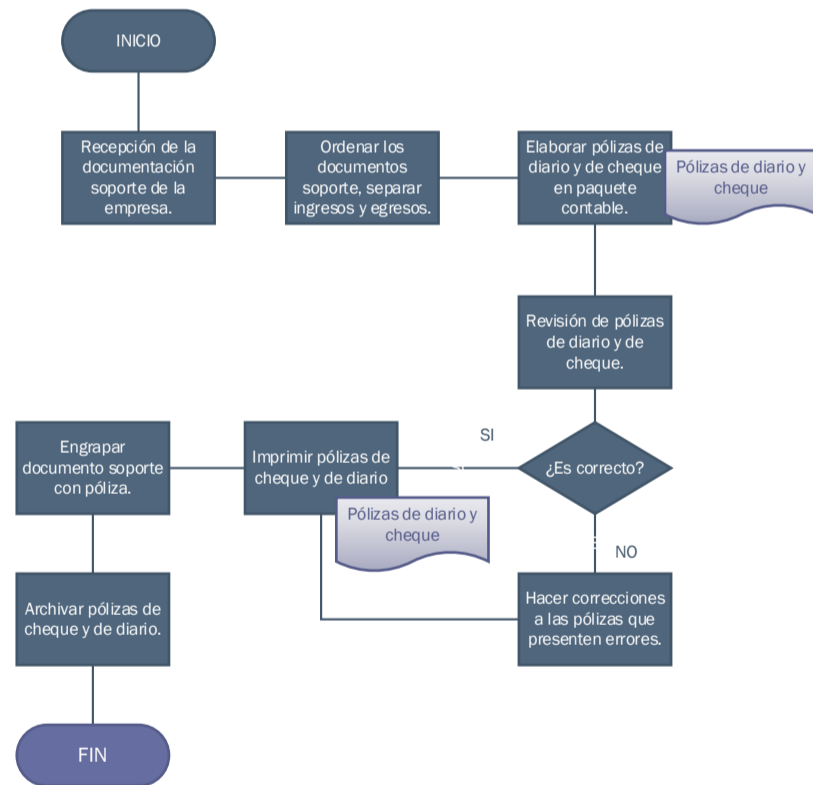 INICIO
Recepción de la
documentación
soporte de la
empresa.
Ordenar los
documentos
soporte, separar
ingresos y egresos.
Elaborar pólizas de
diario y de cheque
en paquete
contable.
Pólizas de diario y
cheque
Revisión de pólizas
de diario y de
cheque.
¿Es correcto?
SI
NO
Imprimir pólizas de
cheque y de diario
Pólizas de diario y
cheque
Hacer correcciones
a las pólizas que
presenten errores.
Engrapar
documento soporte
con póliza.
Archivar pólizas de
cheque y de diario.
FIN